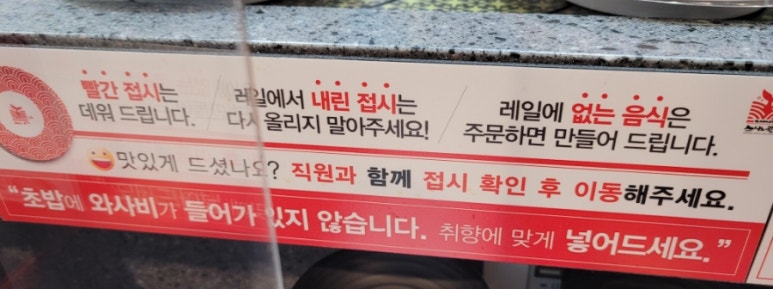 빨간 접시는
데워 드립니다.
레일에서 내린 접시는
다시 올리지 말아주세요!
레일에 없는 음식은
주문하면 만들어 드립니다.
맛있게 드셨나요? 직원과 함께 접시 확인 후 이동해주세요.
“초밥에 와사비가 들어가 있지 않습니다. 취향에 맞게 넣어드세요.”